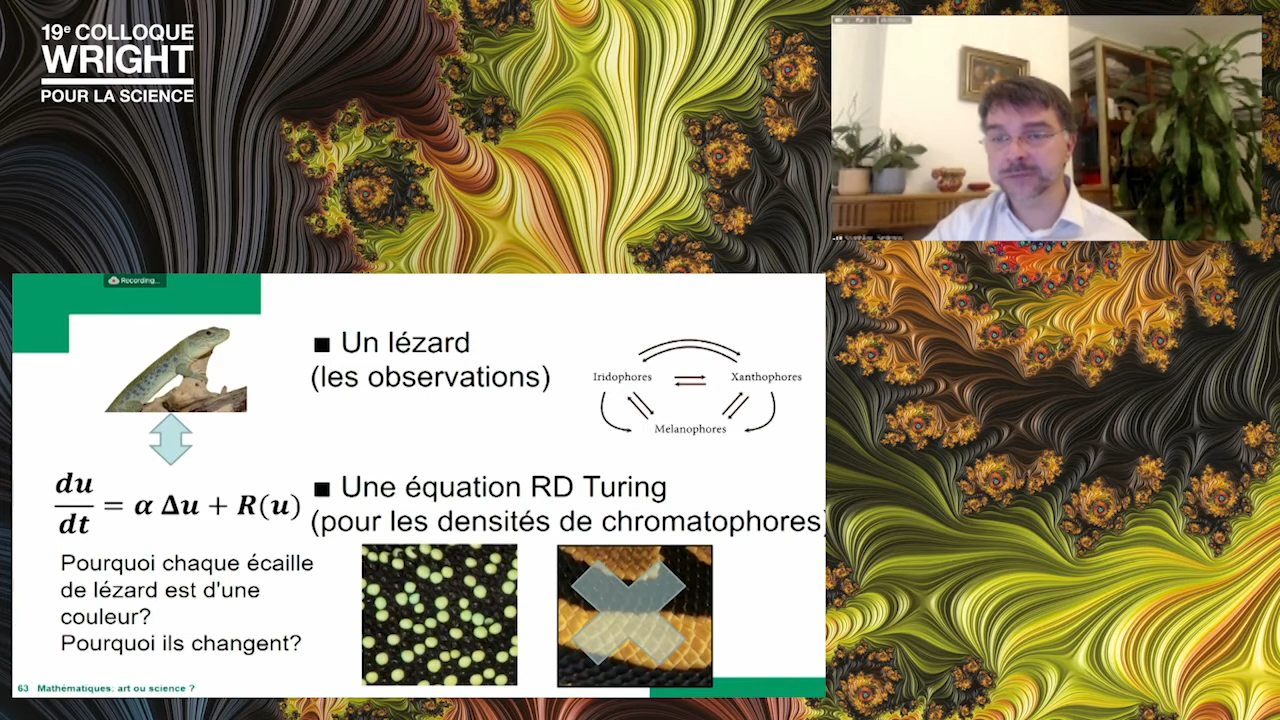 19e COLLOQUE
WRIGHT
POUR LA SCIENCE
Recording...
■ Un lézard
(les observations)
Iridophores
Xanthophores
Melanophores
du/dt = α Δu + R(u)
■ Une équation RD Turing
(pour les densités de chromatophores)
Pourquoi chaque écaille
de lézard est d'une
couleur?
Pourquoi ils changent?
63 Mathématiques: art ou science ?